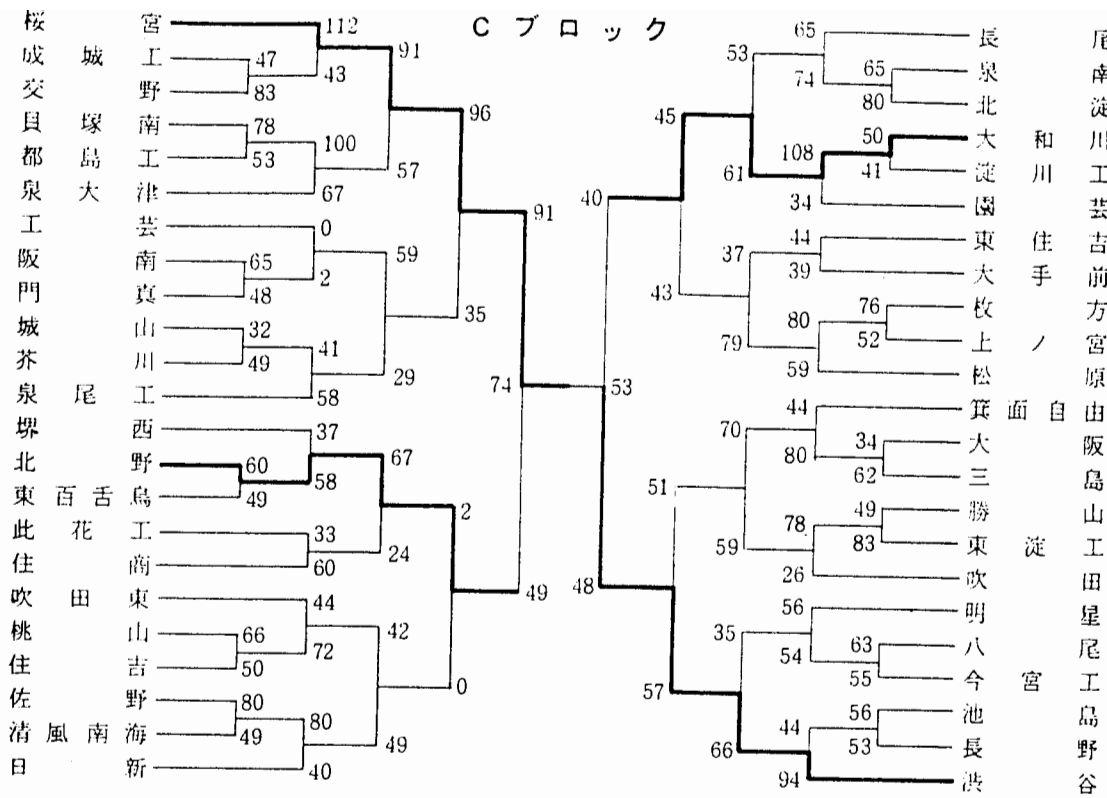 Cブロック
桜宮 112
91
成城工 47
43
交野 83
96
貝塚南 78
100
都島工 53
57
泉大津 67
91
工芸 0
59
阪南 65
2
門真 48
35
城山 32
41
芥川 49
29
泉尾工 58
74
堺西 37
67
北野 60
58
東百舌鳥 49
2
此花工 33
24
住商 60
49
吹田東 44
42
桃山 66
72
住吉 50
0
佐野 80
80
清風南海 49
49
日新 40
65 長尾
53
74
65 泉南
80 北淀
45
50 大和川
108
61
41 淀川工
34 園芸
40
44 東住吉
37
39 大手前
43
76 枚方
80
79
52 上ノ宮
59 松原
53
44 箕面自由
70
80
34 大阪
62 三島
51
49 勝山
78
59
83 東淀工
26 吹田
48
56 明星
35
54
63 八尾
55 今宮工
57
56 池島
44
66
53 長野
94 渋谷